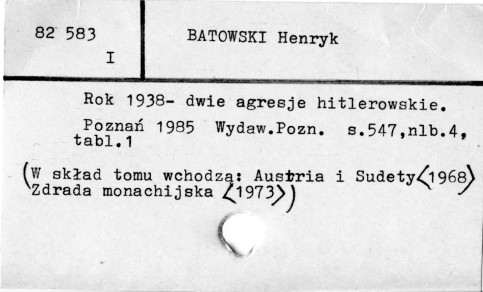 82 583
I
BATOWSKI Henryk
Rok 1938- dwie agresje hitlerowskie.
Poznań 1985 Wydaw.Pozn. s.547,nlb.4,
tabl.1
(W skład tomu wchodzą: Austria i Sudety<1968>
Zdrada monachijska <1973>)